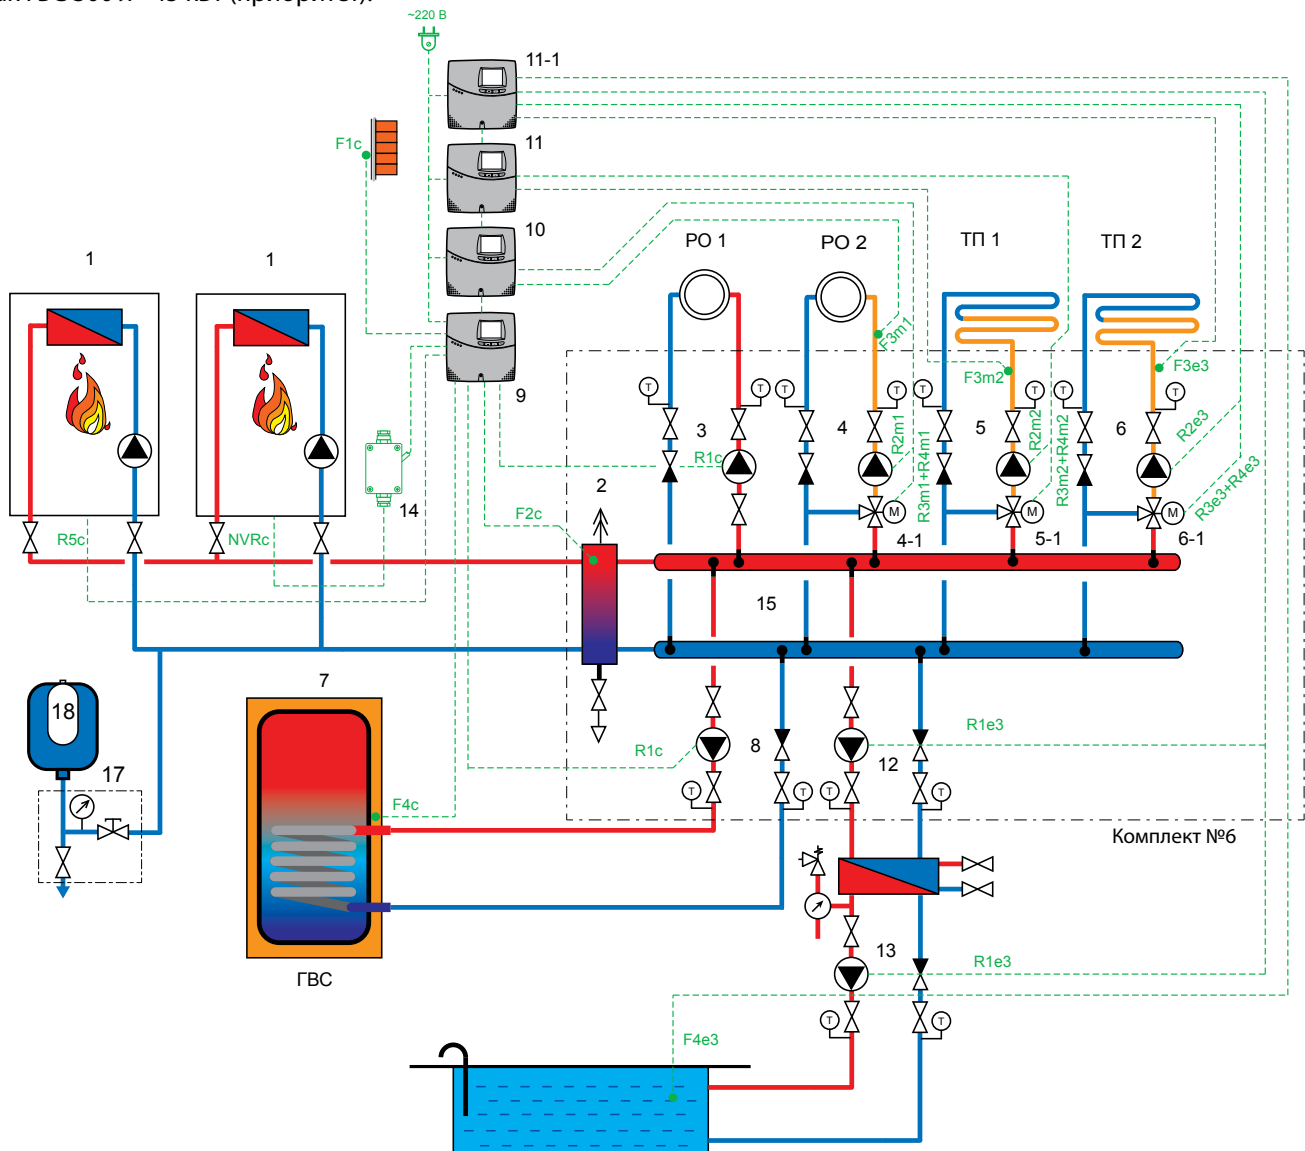 45 кВт (приоритет).
~220 В
11-1
F1c
11
10
РО 1
РО 2
ТП 1
ТП 2
1
1
9
F3m1
F3m2
F3e3
T
T
T
T
T
T
T
T
3
4
5
6
R1c
R2m1
R3m1+R4m1
R2m2
R3m2+R4m2
R2e3
R3e3+R4e3
M
M
M
4-1
5-1
6-1
2
14
F2c
R5c
NVRc
15
7
18
17
R1c
8
12
R1e3
T
T
T
T
F4c
Комплект №6
13
R1e3
ГВС
T
T
F4e3